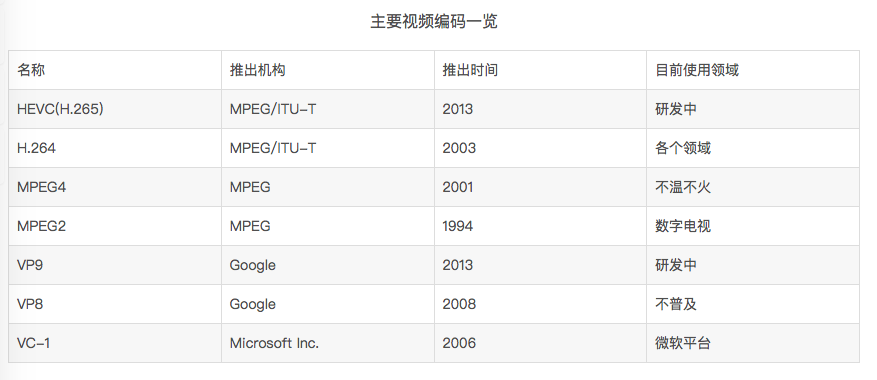 主要视频编码一览
名称 推出机构 推出时间 目前使用领域
HEVC(H.265) MPEG/ITU-T 2013 研发中
H.264 MPEG/ITU-T 2003 各个领域
MPEG4 MPEG 2001 不温不火
MPEG2 MPEG 1994 数字电视
VP9 Google 2013 研发中
VP8 Google 2008 不普及
VC-1 Microsoft Inc. 2006 微软平台